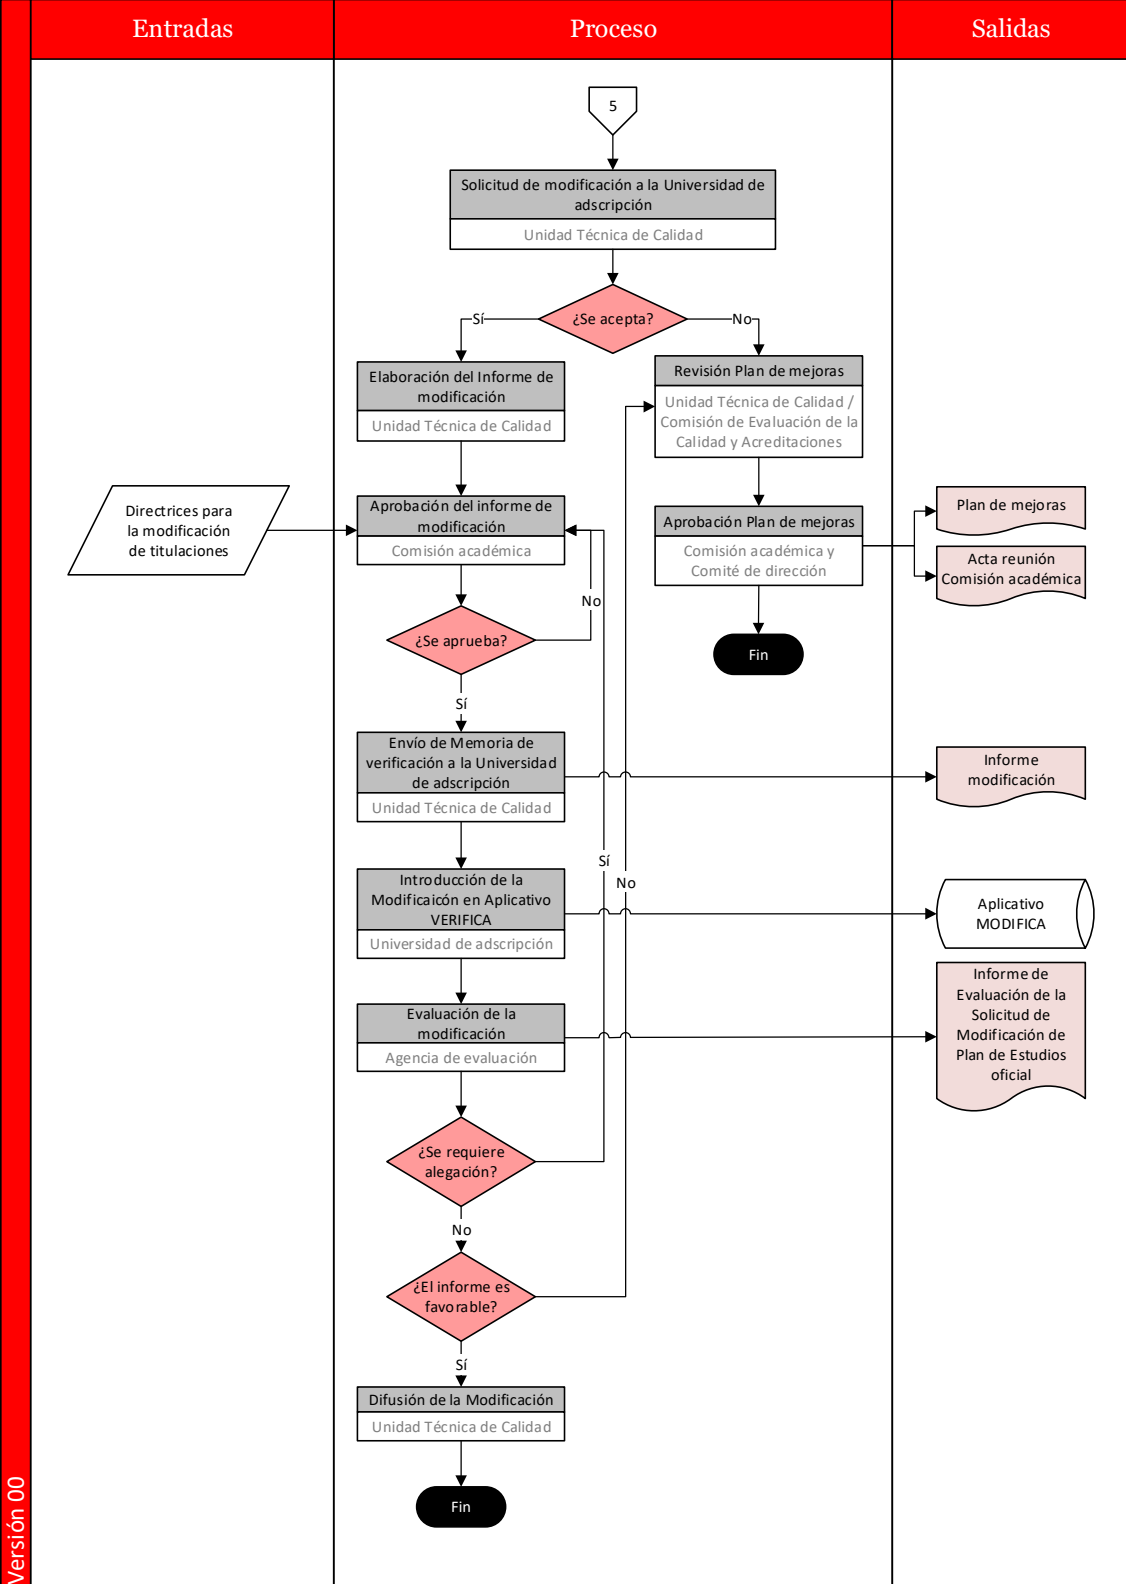 Entradas
Proceso
Salidas
5
Solicitud de modificación a la Universidad de
adscripción
Unidad Técnica de Calidad
¿Se acepta?
Sí
No
Elaboración del Informe de
modificación
Unidad Técnica de Calidad
Revisión Plan de mejoras
Unidad Técnica de Calidad /
Comisión de Evaluación de la
Calidad y Acreditaciones
Directrices para
la modificación
de titulaciones
Aprobación del informe de
modificación
Comisión académica
Aprobación Plan de mejoras
Comisión académica y
Comité de dirección
Plan de mejoras
Acta reunión
Comisión académica
No
¿Se aprueba?
Fin
Sí
Envío de Memoria de
verificación a la Universidad
de adscripción
Unidad Técnica de Calidad
Informe
modificación
Sí
No
Introducción de la
Modificaicón en Aplicativo
VERIFICA
Universidad de adscripción
Aplicativo
MODIFICA
Evaluación de la
modificación
Agencia de evaluación
Informe de
Evaluación de la
Solicitud de
Modificación de
Plan de Estudios
oficial
¿Se requiere
alegación?
No
¿El informe es
favorable?
Sí
Difusión de la Modificación
Unidad Técnica de Calidad
Fin
Versión 00